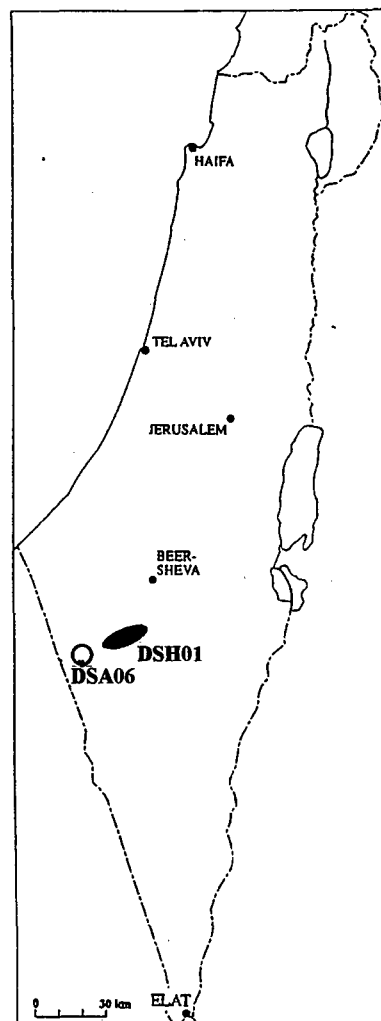 HAIFA
TEL AVIV
JERUSALEM
BEER-
SHEVA
DSH01
DSA06
0 30 km
ELAT